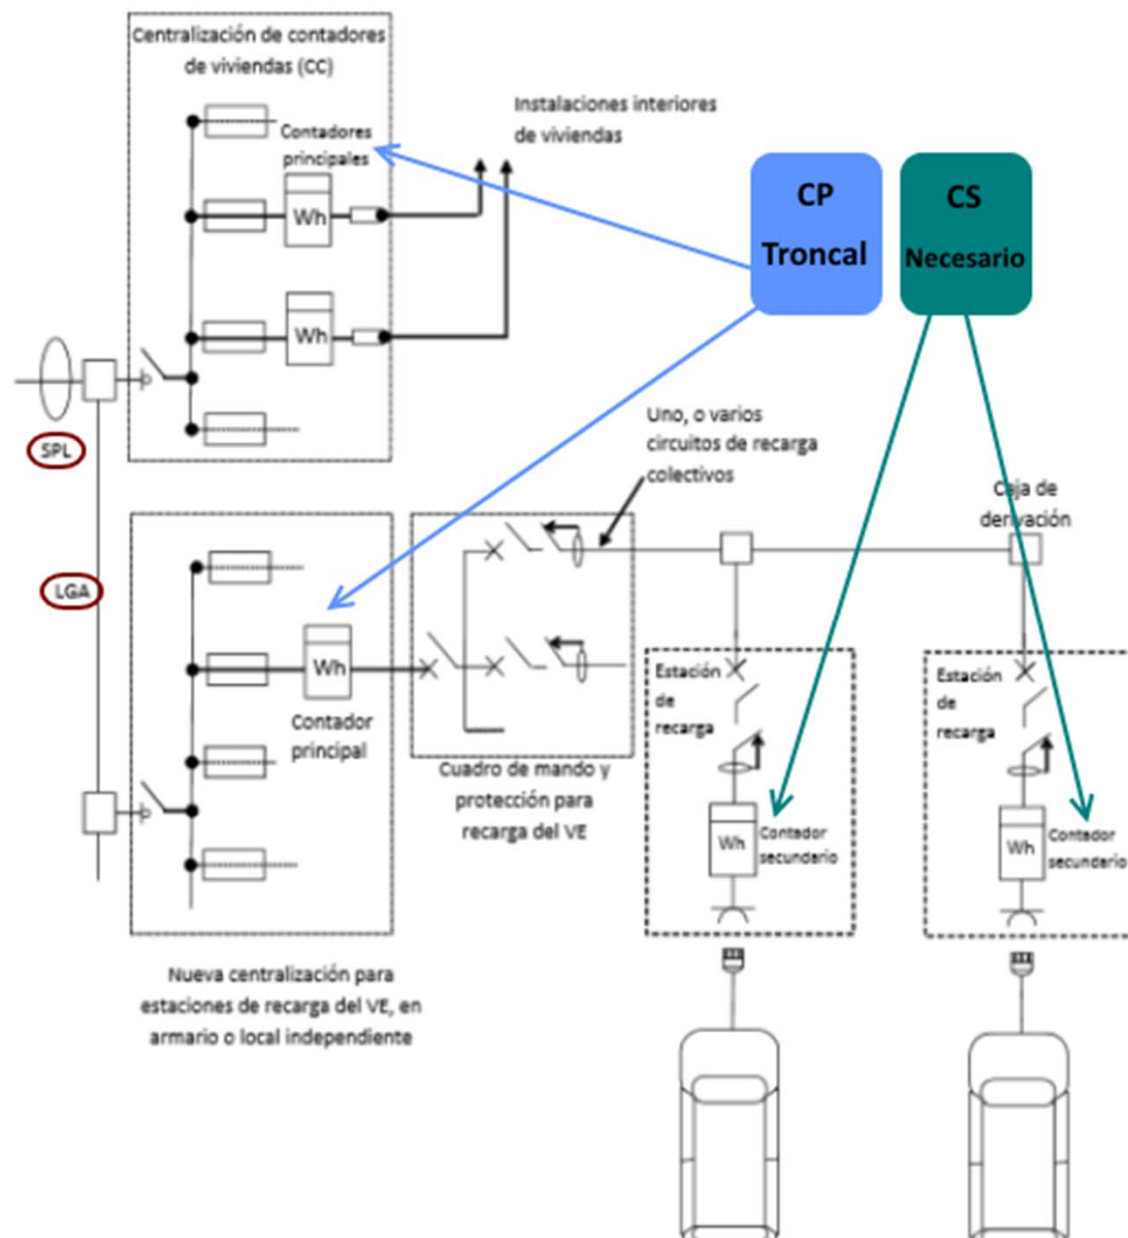 Centralización de contadores
de viviendas (CC)
Contadores
principales
Wh
Wh
Instalaciones interiores
de viviendas
CP
Troncal
CS
Necesario
SPL
LGA
Uno, o varios
circuitos de recarga
colectivos
Caja de
derivación
Wh
Contador
principal
Cuadro de mando y
protección para
recarga del VE
Estación
de
recarga
Wh
Contador
secundario
Estación
de
recarga
Wh
Contador
secundario
Nueva centralización para
estaciones de recarga del VE, en
armario o local independiente